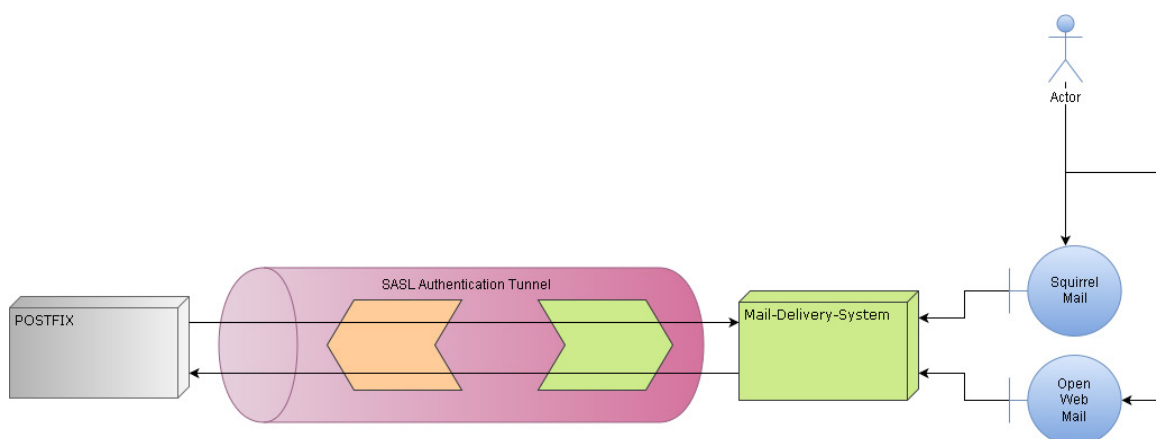 Actor
SASL Authentication Tunnel
Squirrel
Mail
POSTFIX
Mail-Delivery-System
Open
Web
Mail